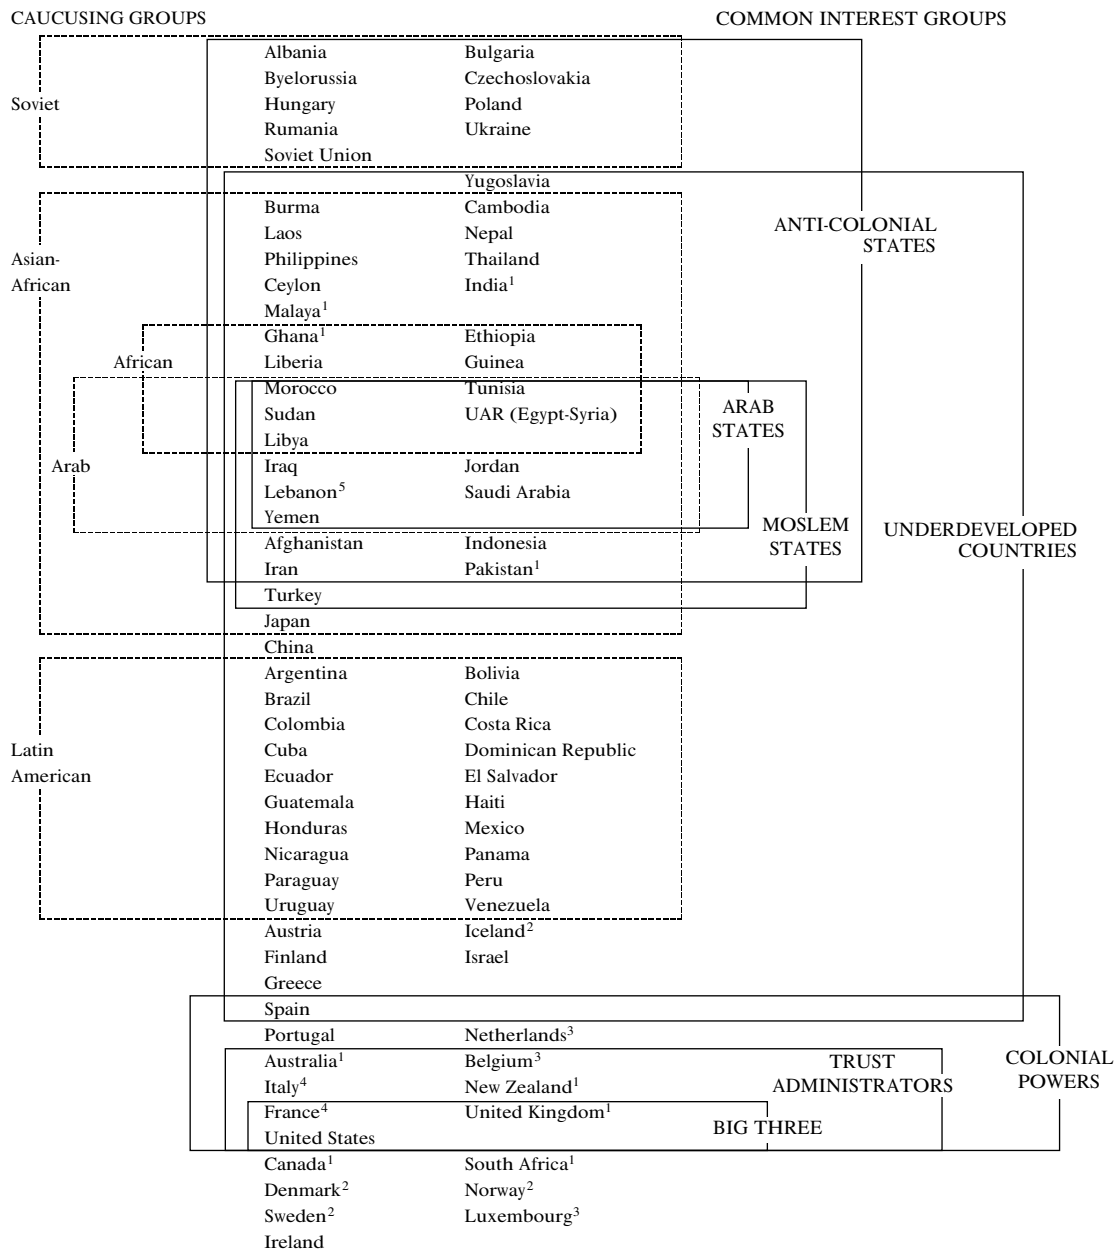 CAUCUSING GROUPS COMMON INTEREST GROUPS
Albania Bulgaria
Byelorussia Czechoslovakia
Soviet Hungary Poland
Rumania Ukraine
Soviet Union
Yugoslavia
Burma Cambodia
Laos Nepal
ANTI-COLONIAL
STATES
Asian-
African
Philippines Thailand
Ceylon India¹
Malaya¹
Ghana¹ Ethiopia
African Liberia Guinea
Morocco Tunisia
Sudan UAR (Egypt-Syria)
ARAB
STATES
Libya
Arab Iraq Jordan
Lebanon⁵ Saudi Arabia
Yemen
MOSLEM
STATES
UNDERDEVELOPED
COUNTRIES
Afghanistan Indonesia
Iran Pakistan¹
Turkey
Japan
China
Argentina Bolivia
Brazil Chile
Colombia Costa Rica
Latin
American
Cuba Dominican Republic
Ecuador El Salvador
Guatemala Haiti
Honduras Mexico
Nicaragua Panama
Paraguay Peru
Uruguay Venezuela
Austria Iceland²
Finland Israel
Greece
Spain
Portugal Netherlands³
Australia¹ Belgium³
Italy⁴ New Zealand¹
TRUST
ADMINISTRATORS
COLONIAL
POWERS
France⁴ United Kingdom¹
BIG THREE
United States
Canada¹ South Africa¹
Denmark² Norway²
Sweden² Luxembourg³
Ireland